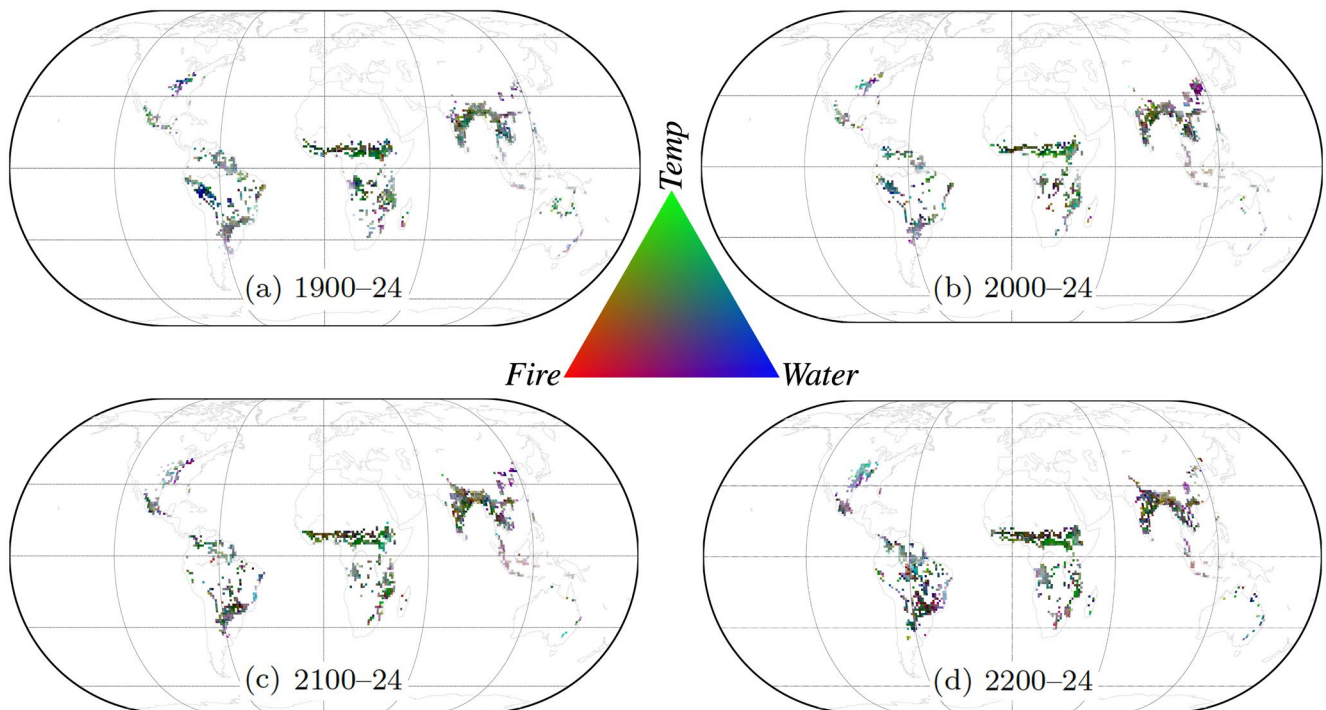 Temp
(a) 1900–24
(b) 2000–24
Fire
Water
(c) 2100–24
(d) 2200–24